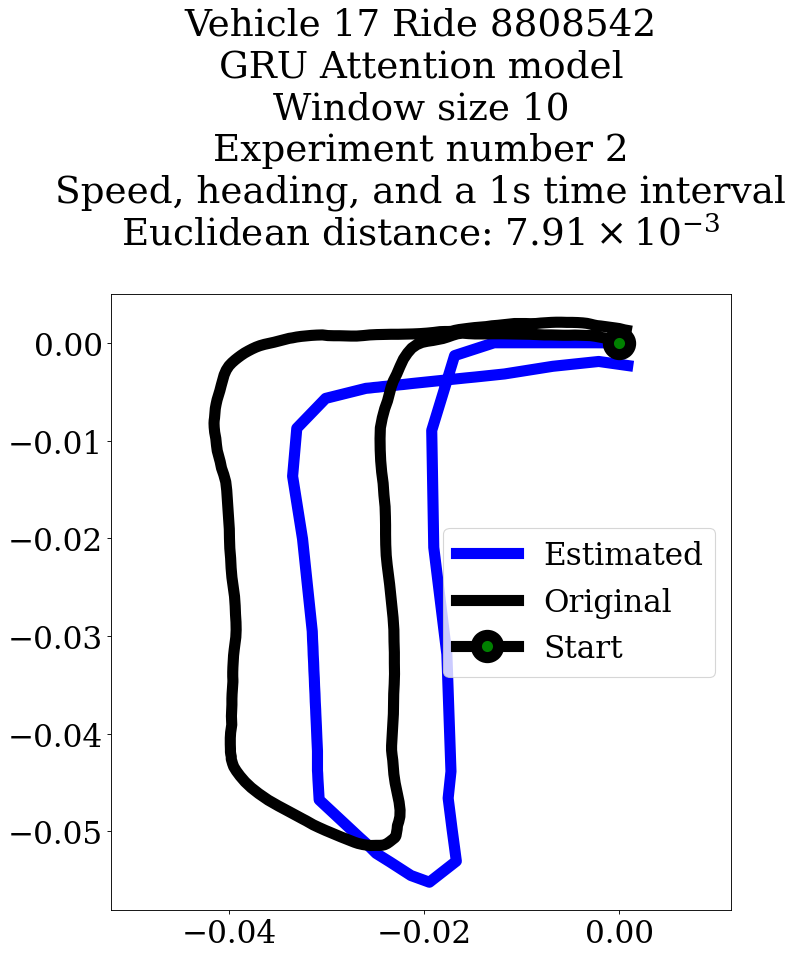 Vehicle 17 Ride 8808542
GRU Attention model
Window size 10
Experiment number 2
Speed, heading, and a 1s time interval
Euclidean distance: 7.91 × 10⁻³
0.00
−0.01
−0.02
−0.03
−0.04
−0.05
Estimated
Original
Start
−0.04 −0.02 0.00